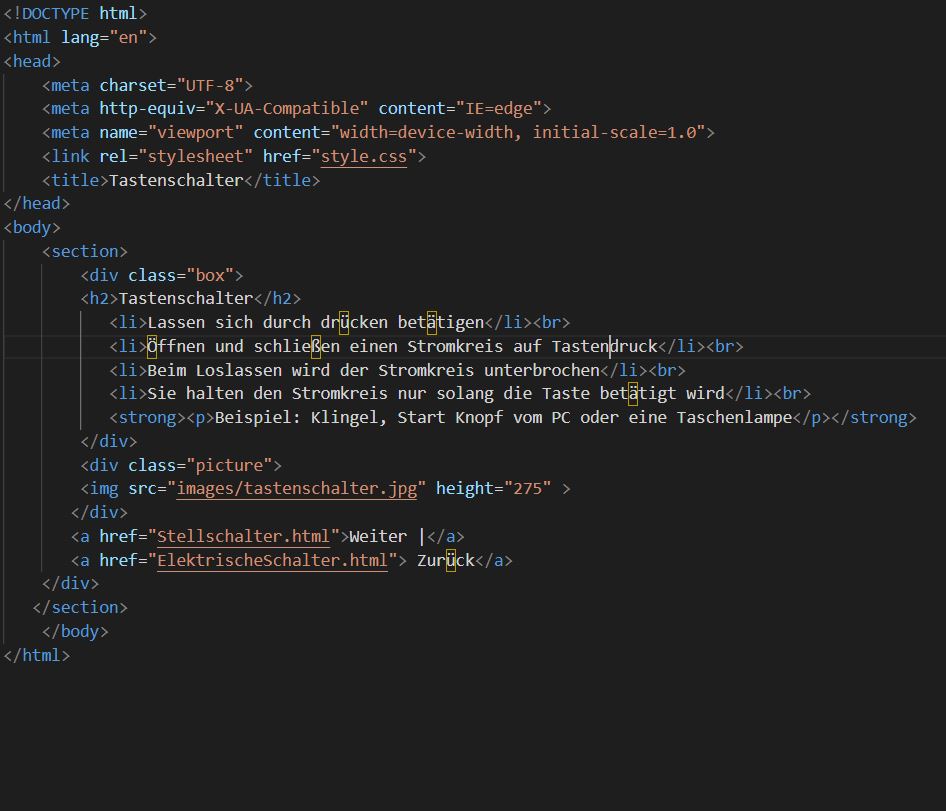 <!DOCTYPE html>
<html lang="en">
<head>
    <meta charset="UTF-8">
    <meta http-equiv="X-UA-Compatible" content="IE=edge">
    <meta name="viewport" content="width=device-width, initial-scale=1.0">
    <link rel="stylesheet" href="style.css">
    <title>Tastenschalter</title>
</head>
<body>
    <section>
        <div class="box">
        <h2>Tastenschalter</h2>
           <li>Lassen sich durch drücken betätigen</li><br>
           <li>Öffnen und schließen einen Stromkreis auf Tastendruck</li><br>
           <li>Beim Loslassen wird der Stromkreis unterbrochen</li><br>
           <li>Sie halten den Stromkreis nur solang die Taste betätigt wird</li><br>
           <strong><p>Beispiel: Klingel, Start Knopf vom PC oder eine Taschenlampe</p></strong>
        </div>
        <div class="picture">
        <img src="images/tastenschalter.jpg" height="275" >
       </div>
       <a href="Stellschalter.html">Weiter |</a>
       <a href="ElektrischeSchalter.html"> Zurück</a>
    </div>
   </section>
    </body>
</html>